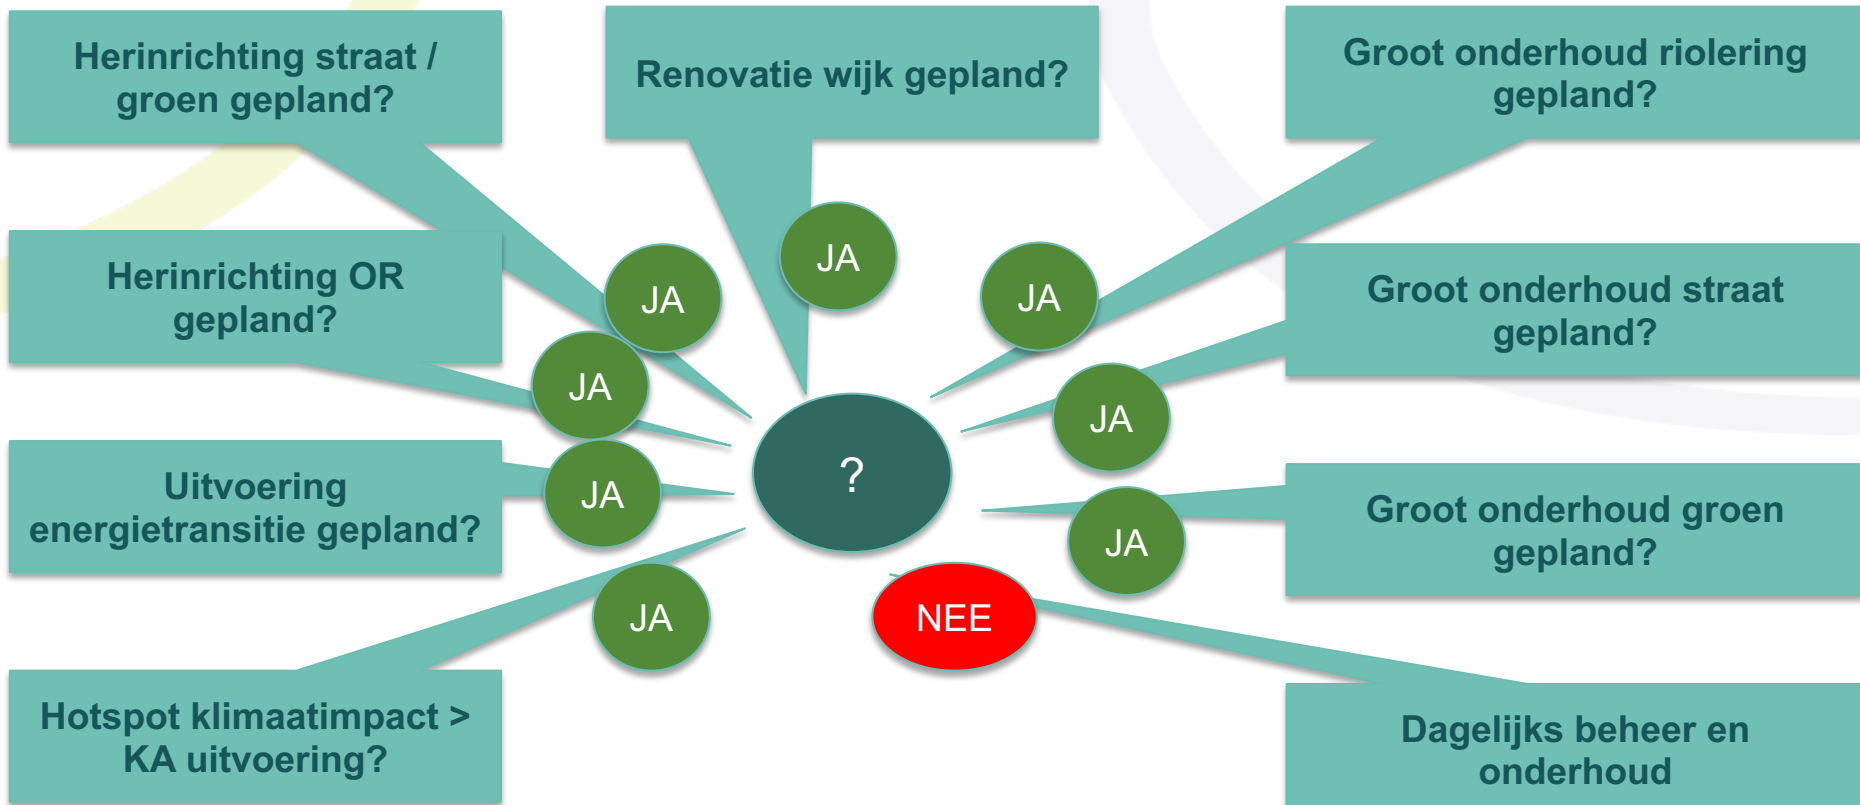 Herinrichting straat /
groen gepland?
Renovatie wijk gepland?
Groot onderhoud riolering
gepland?
JA
JA
JA
Herinrichting OR
gepland?
Groot onderhoud straat
gepland?
JA
JA
?
Uitvoering
energietransitie gepland?
JA
Groot onderhoud groen
gepland?
JA
JA
NEE
Hotspot klimaatimpact >
KA uitvoering?
Dagelijks beheer en
onderhoud